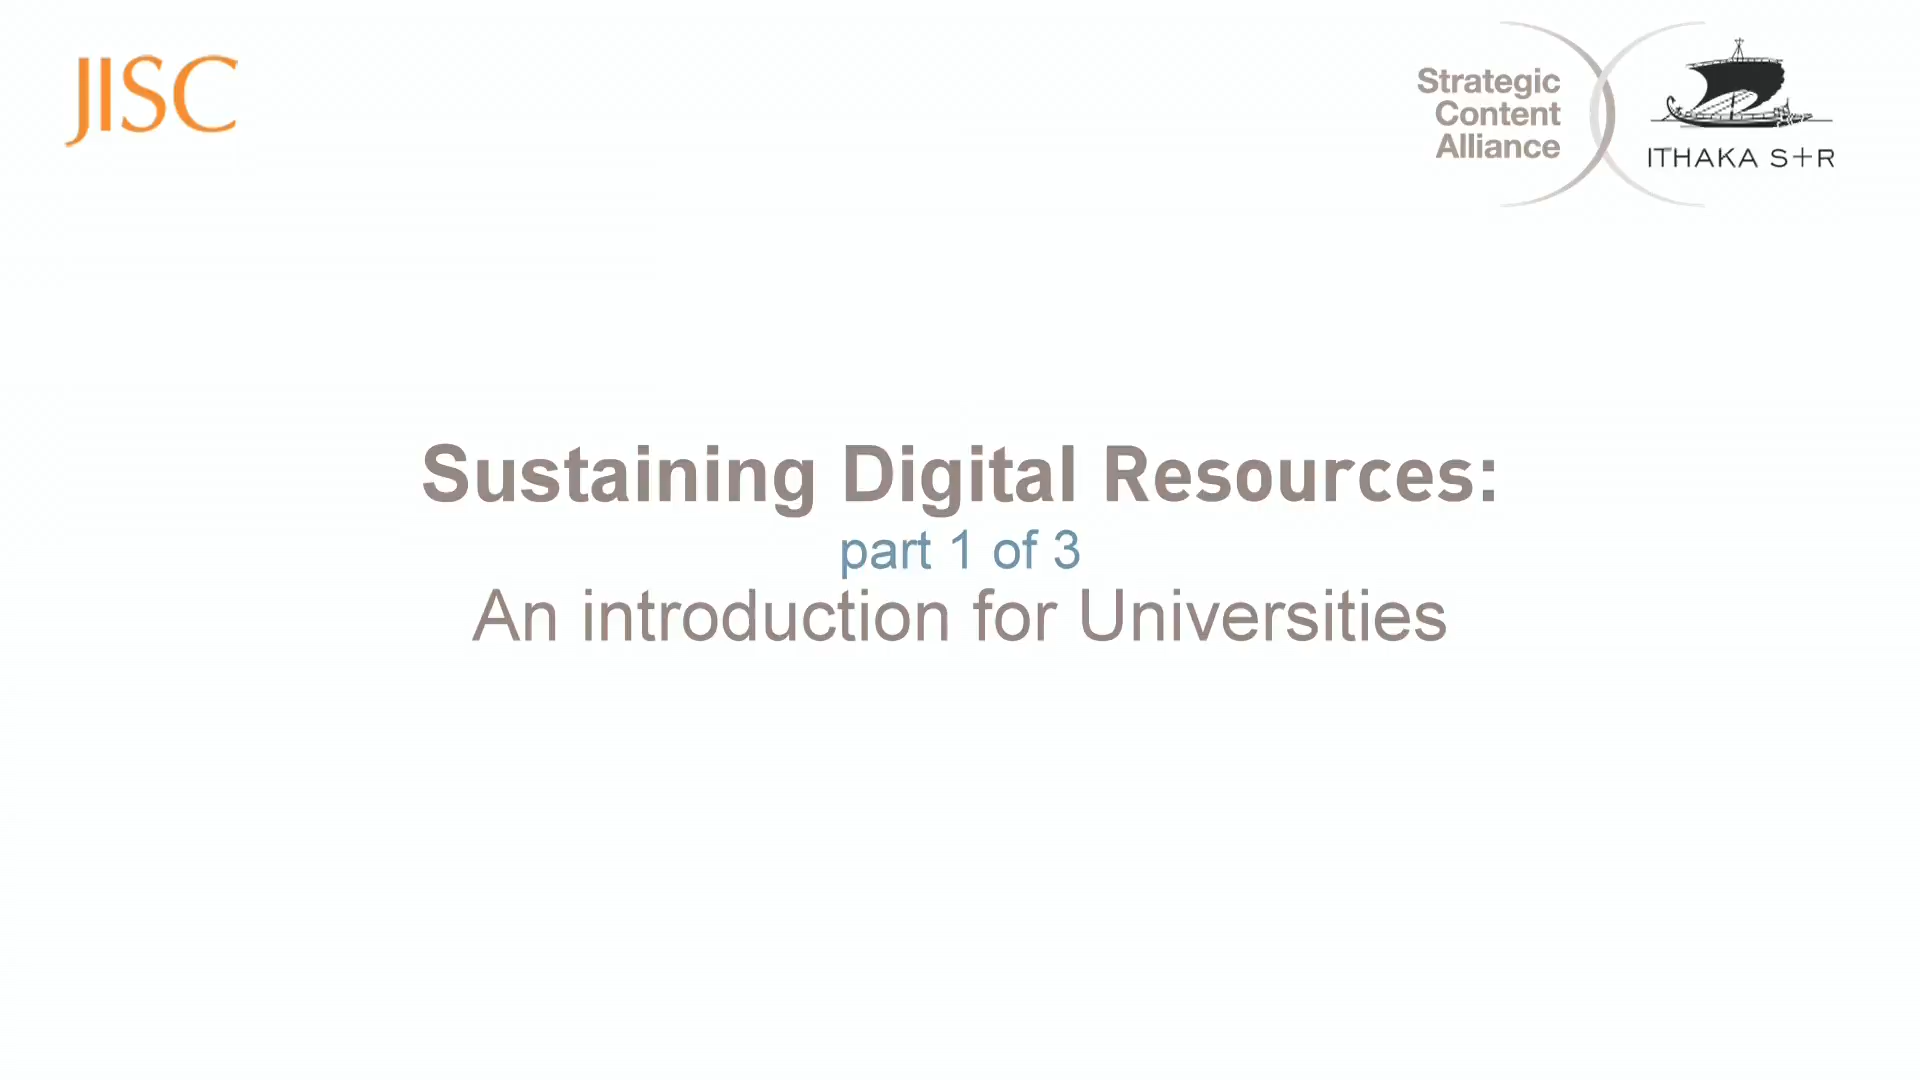 JISC
Strategic
Content
Alliance
ITHAKA S+R
Sustaining Digital Resources:
part 1 of 3
An introduction for Universities